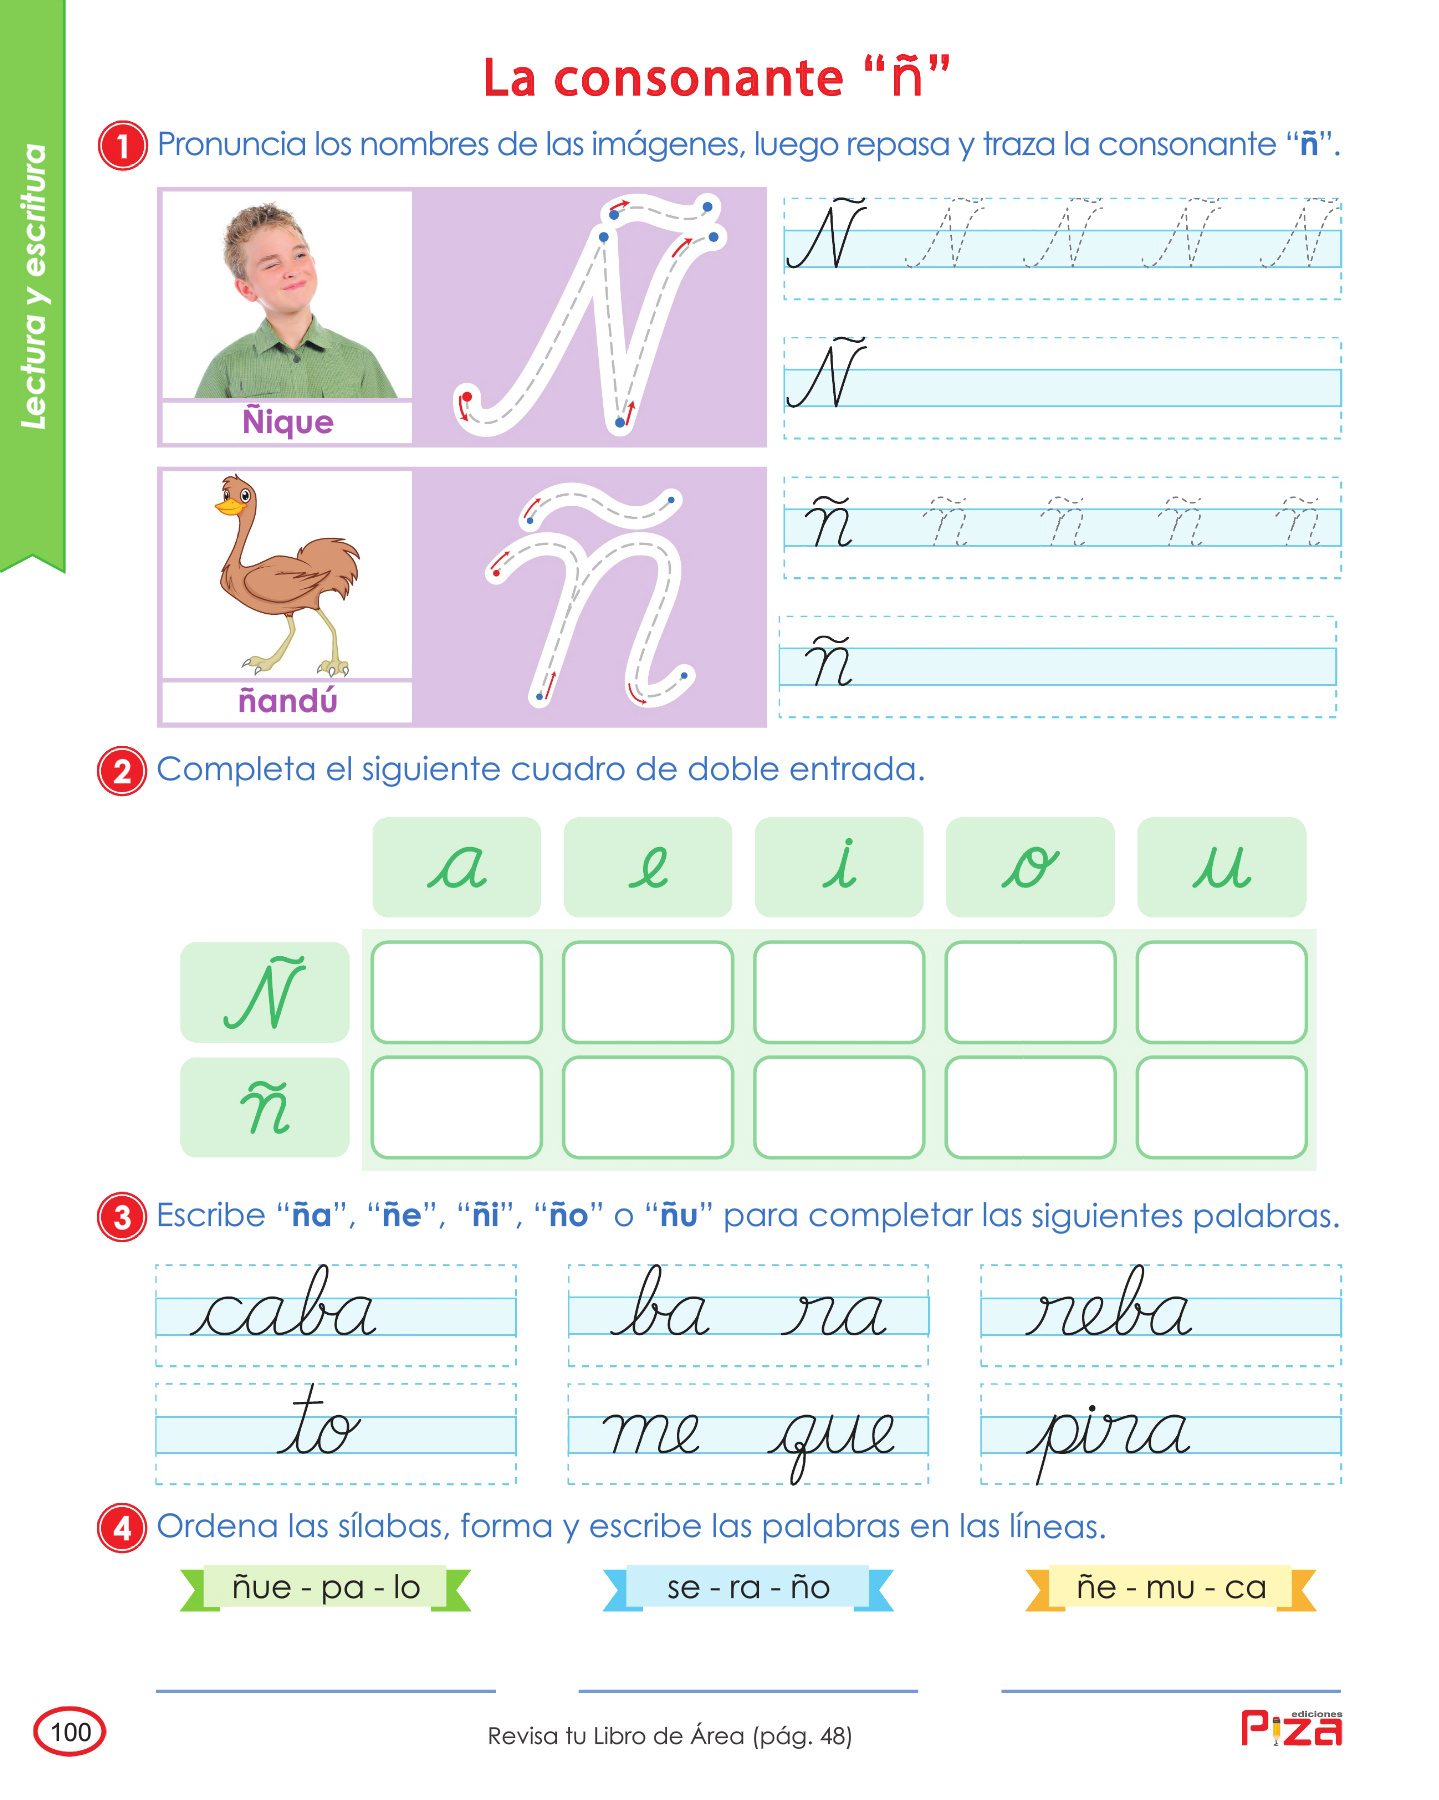 Lectura y escritura
La consonante “ñ”
1 Pronuncia los nombres de las imágenes, luego repasa y traza la consonante “ñ”.
Ñ
Ñ Ñ Ñ Ñ Ñ
Ñique
Ñ
ñandú
ñ
ñ ñ ñ ñ ñ
ñ
2 Completa el siguiente cuadro de doble entrada.
a e i o u
Ñ
ñ
3 Escribe “ña”, “ñe”, “ñi”, “ño” o “ñu” para completar las siguientes palabras.
caba ba ra reba
to me que pira
4 Ordena las sílabas, forma y escribe las palabras en las líneas.
ñue - pa - lo se - ra - ño ñe - mu - ca
100
Revisa tu Libro de Área (pág. 48)
ediciones
Piza